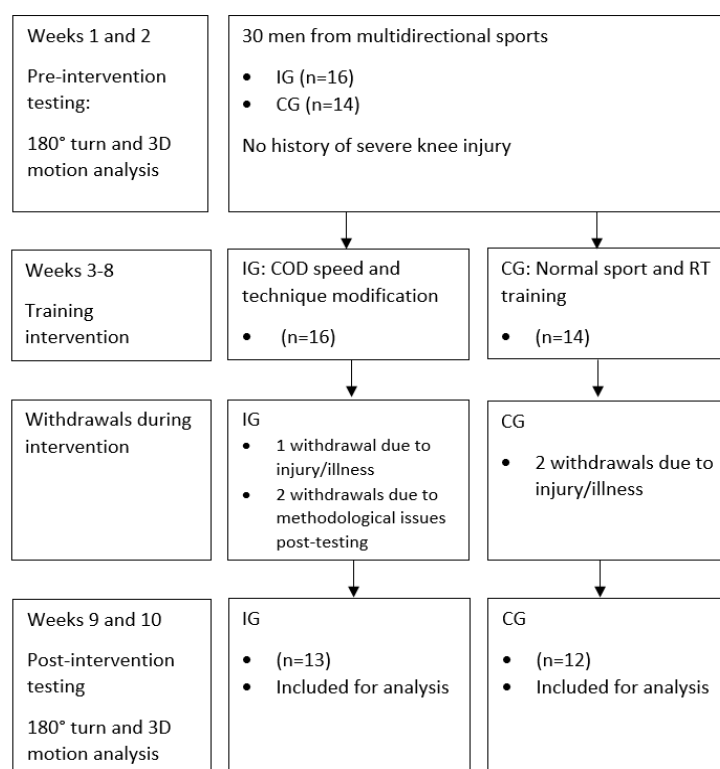 Weeks 1 and 2
Pre-intervention
testing:
180° turn and 3D
motion analysis
30 men from multidirectional sports
• IG (n=16)
• CG (n=14)
No history of severe knee injury
Weeks 3-8
Training
intervention
IG: COD speed and
technique modification
• (n=16)
CG: Normal sport and RT
training
• (n=14)
Withdrawals during
intervention
IG
• 1 withdrawal due to
injury/illness
• 2 withdrawals due to
methodological issues
post-testing
CG
• 2 withdrawals due to
injury/illness
Weeks 9 and 10
Post-intervention
testing
180° turn and 3D
motion analysis
IG
• (n=13)
• Included for analysis
CG
• (n=12)
• Included for analysis